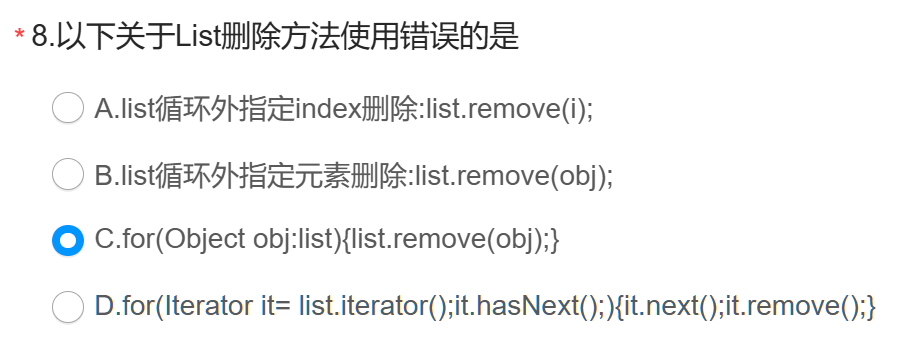 * 8.以下关于List删除方法使用错误的是
A.list循环外指定index删除:list.remove(i);
B.list循环外指定元素删除:list.remove(obj);
C.for(Object obj:list){list.remove(obj);}
D.for(Iterator it= list.iterator();it.hasNext();){it.next();it.remove();}